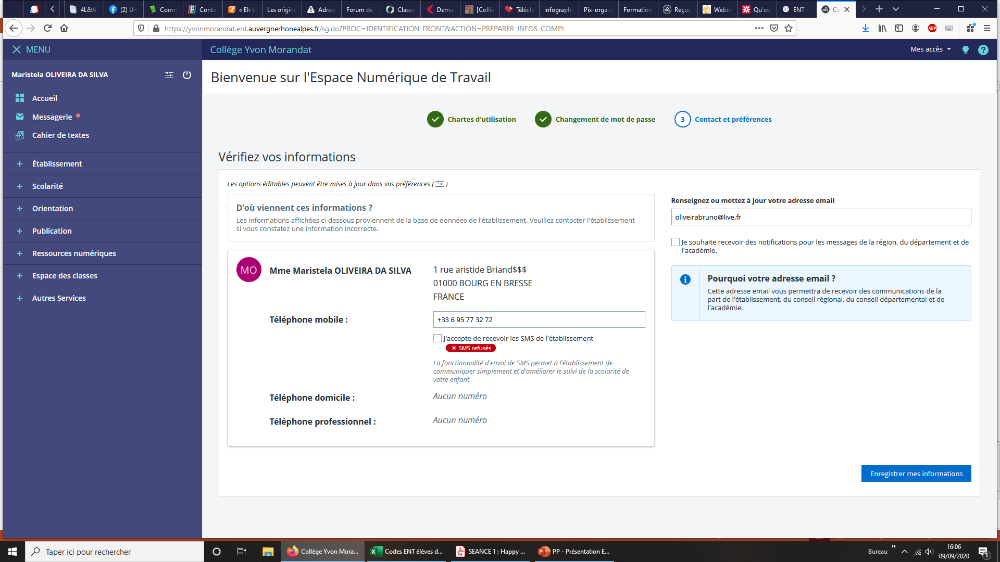 4L&A
(2) Un
Comm
Contin
« Eh b
Les origine
Adress
Forum de
Classe
Dema
[Collè
Téléch
Infographi
Pix-orga-a
Formation
Reçus
Webm
Qu'es
ENT -
Co
https://yvonmorandat.ent.auvergnerhonealpes.fr/sg.do?PROC=IDENTIFICATION_FRONT&ACTION=PREPARER_INFOS_COMPL
ABP
MENU
Collège Yvon Morandat
Mes accès
?
Maristela OLIVEIRA DA SILVA
Accueil
Messagerie
Cahier de textes
+ Établissement
+ Scolarité
+ Orientation
+ Publication
+ Ressources numériques
+ Espace des classes
+ Autres Services
Bienvenue sur l'Espace Numérique de Travail
Chartes d'utilisation
Changement de mot de passe
3 Contact et préférences
Vérifiez vos informations
Les options éditables peuvent être mises à jour dans vos préférences ( )
D'où viennent ces informations ?
Les informations affichées ci-dessous proviennent de la base de données de l'établissement. Veuillez contacter l'établissement
si vous constatez une information incorrecte.
MO
Mme Maristela OLIVEIRA DA SILVA
1 rue aristide Briand$$$
01000 BOURG EN BRESSE
FRANCE
Téléphone mobile :
+33 6 95 77 32 72
J'accepte de recevoir les SMS de l'établissement
× SMS refusés
La fonctionnalité d'envoi de SMS permet à l'établissement de
communiquer simplement et d'améliorer le suivi de la scolarité de
votre enfant.
Téléphone domicile :
Aucun numéro
Téléphone professionnel :
Aucun numéro
Renseignez ou mettez à jour votre adresse email
oliveirabruno@live.fr
Je souhaite recevoir des notifications pour les messages de la région, du département et de
l'académie.
Pourquoi votre adresse email ?
Cette adresse email vous permettra de recevoir des communications de la
part de l'établissement, du conseil régional, du conseil départemental et de
l'académie.
Enregistrer mes informations
Taper ici pour rechercher
Collège Yvon Mora...
Codes ENT élèves d...
SEANCE 1 : Happy ...
PP - Présentation E...
Bureau
16:06
09/09/2020
1